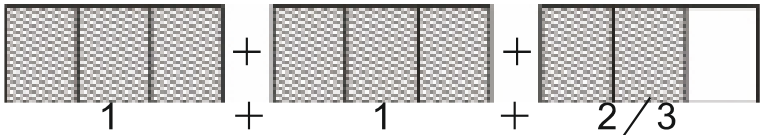 + +
1 + 1 + 2/3